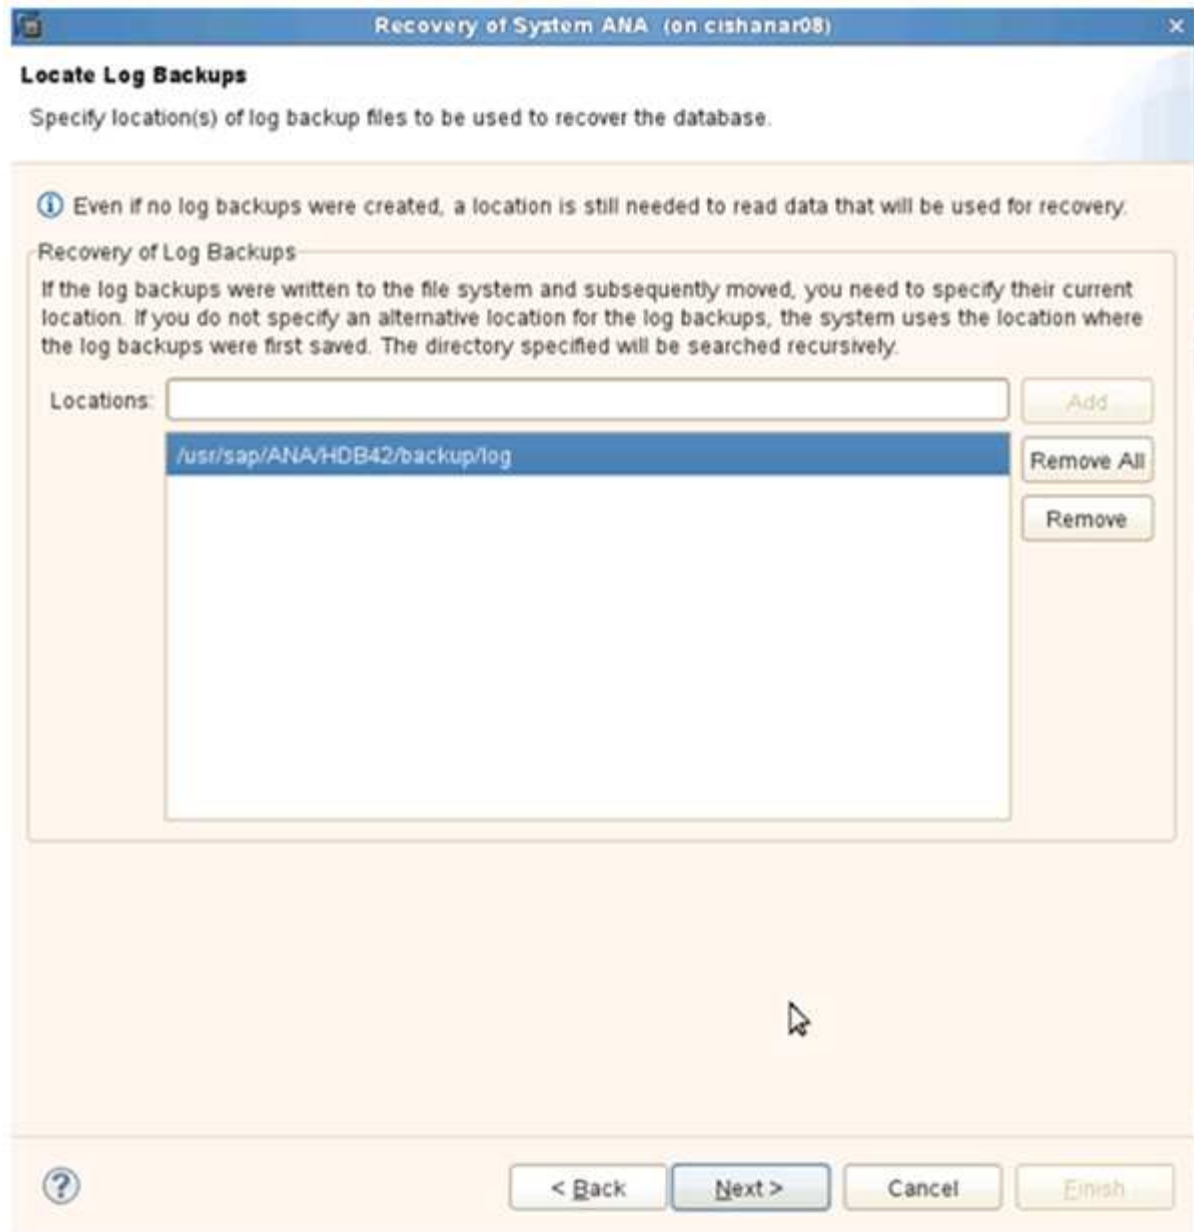 Recovery of System ANA (on cishanar08)
Locate Log Backups
Specify location(s) of log backup files to be used to recover the database.
Even if no log backups were created, a location is still needed to read data that will be used for recovery.
Recovery of Log Backups
If the log backups were written to the file system and subsequently moved, you need to specify their current
location. If you do not specify an alternative location for the log backups, the system uses the location where
the log backups were first saved. The directory specified will be searched recursively.
Locations: Add
/usr/sap/ANA/HDB42/backup/log Remove All
Remove
< Back Next > Cancel Finish